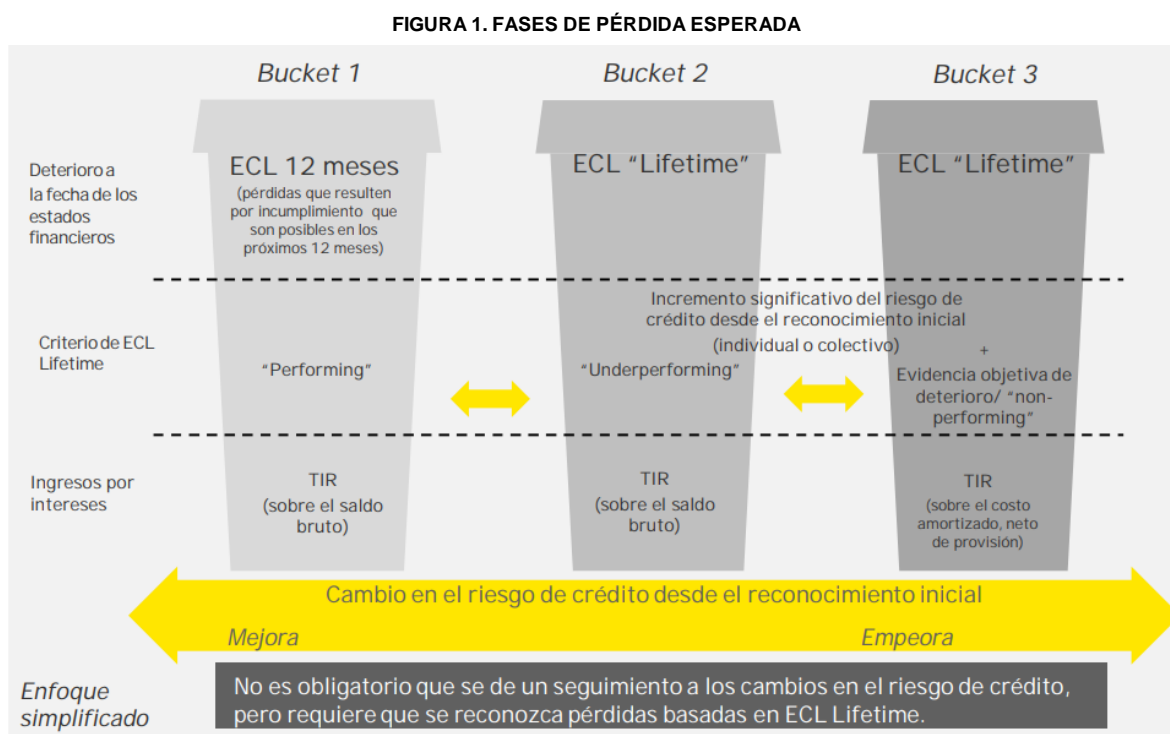 FIGURA 1. FASES DE PÉRDIDA ESPERADA
Bucket 1
Bucket 2
Bucket 3
Deterioro a
la fecha de los
estados
financieros
ECL 12 meses
(pérdidas que resulten
por incumplimiento que
son posibles en los
próximos 12 meses)
ECL “Lifetime”
ECL “Lifetime”
Incremento significativo del riesgo de
crédito desde el reconocimiento inicial
(individual o colectivo)
Criterio de ECL
Lifetime
“Performing”
“Underperforming”
+
Evidencia objetiva de
deterioro/ “non-
performing”
Ingresos por
intereses
TIR
(sobre el saldo
bruto)
TIR
(sobre el saldo
bruto)
TIR
(sobre el costo
amortizado, neto
de provisión)
Cambio en el riesgo de crédito desde el reconocimiento inicial
Mejora
Empeora
Enfoque
simplificado
No es obligatorio que se de un seguimiento a los cambios en el riesgo de crédito,
pero requiere que se reconozca pérdidas basadas en ECL Lifetime.